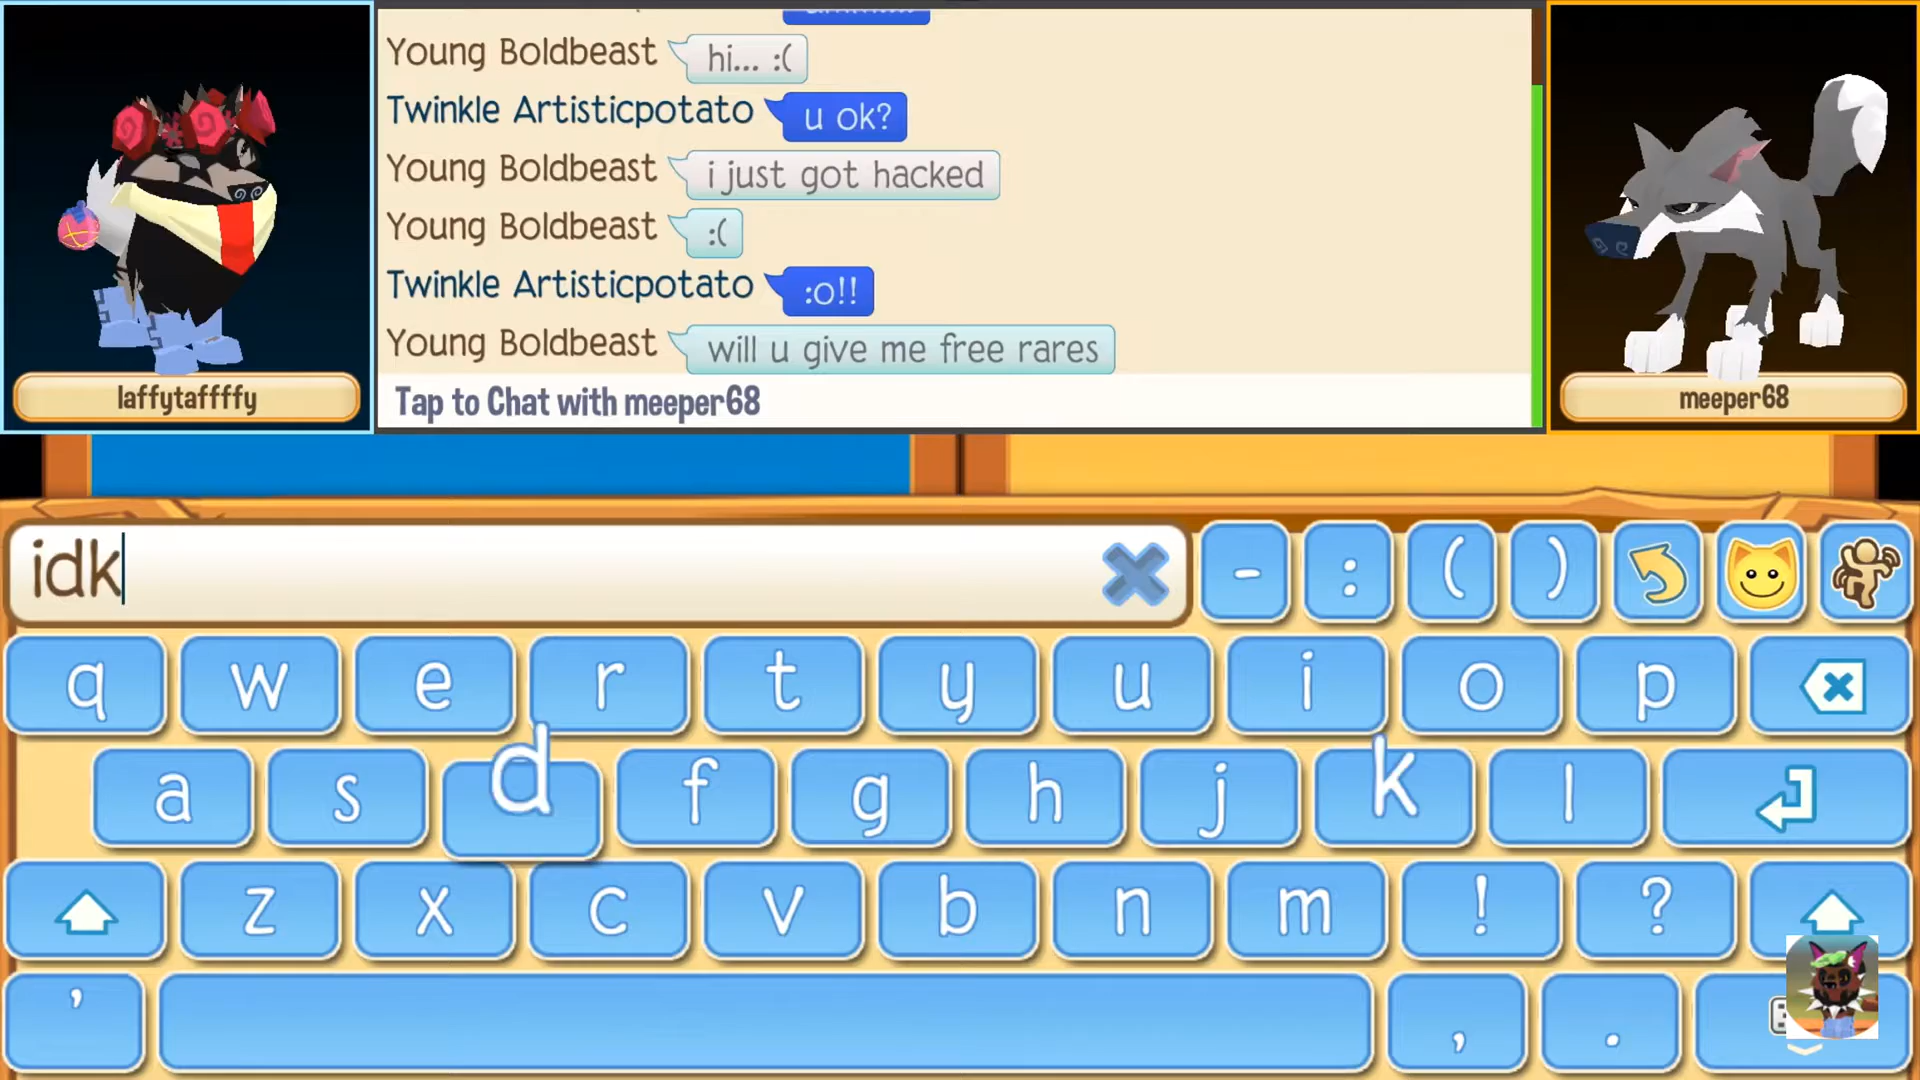 Young Boldbeast hi... :(
Twinkle Artisticpotato u ok?
Young Boldbeast i just got hacked
Young Boldbeast :(
Twinkle Artisticpotato :o!!
Young Boldbeast will u give me free rares
Tap to Chat with meeper68
laffytaffffy
meeper68
idk
- : ( )
q w e r t y u i o p
a s d f g h j k l
z x c v b n m ! ?
' , .